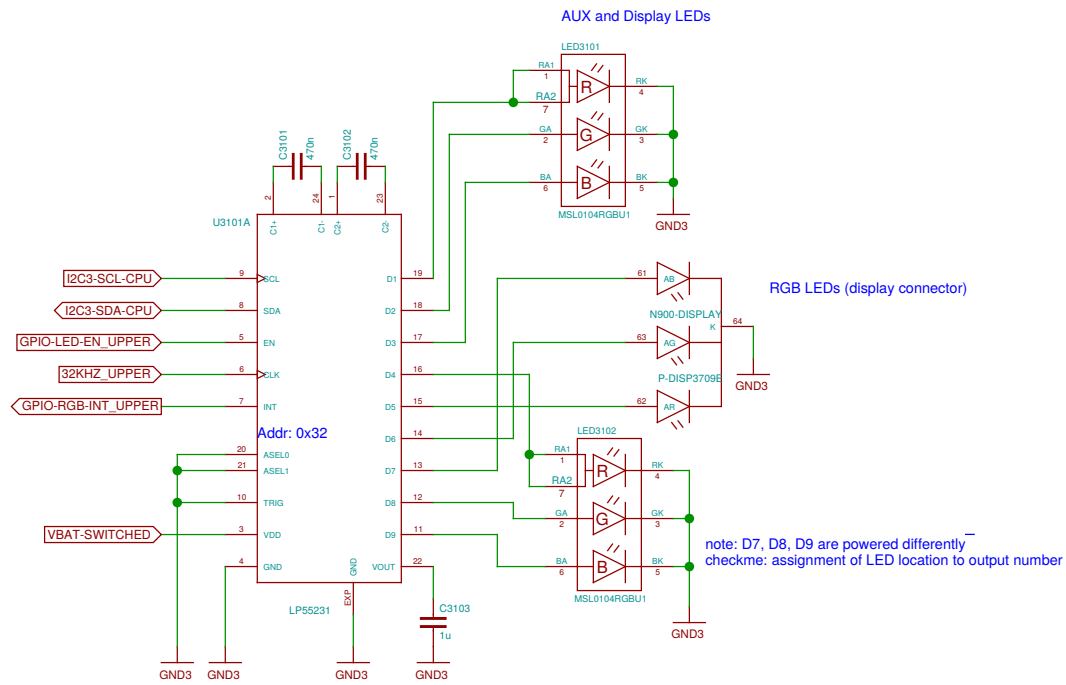 AUX and Display LEDs
LED3101
RA1
1
RA2
7
R
RK
4
GA
2
G
GK
3
BA
6
B
BK
5
MSL0104RGBU1
GND3
C3101
470n
C3102
470n
2
24
1
23
U3101A
C1+
C1-
C2+
C2-
I2C3-SCL-CPU
9
SCL
D1
19
I2C3-SDA-CPU
8
SDA
D2
18
GPIO-LED-EN_UPPER
5
EN
D3
17
32KHZ_UPPER
6
CLK
D4
16
GPIO-RGB-INT_UPPER
7
INT
D5
15
Addr: 0x32
D6
14
20
ASEL0
21
ASEL1
D7
13
10
TRIG
D8
12
VBAT-SWITCHED
3
VDD
D9
11
4
GND
GND
VOUT
22
EXP
LP55231
C3103
1u
GND3
GND3
GND3
GND3
61
AB
RGB LEDs (display connector)
N900-DISPLAY
K
64
63
AG
GND3
P-DISP3709E
62
AR
LED3102
RA1
1
RA2
7
R
RK
4
GA
2
G
GK
3
BA
6
B
BK
5
MSL0104RGBU1
GND3
note: D7, D8, D9 are powered differently
checkme: assignment of LED location to output number